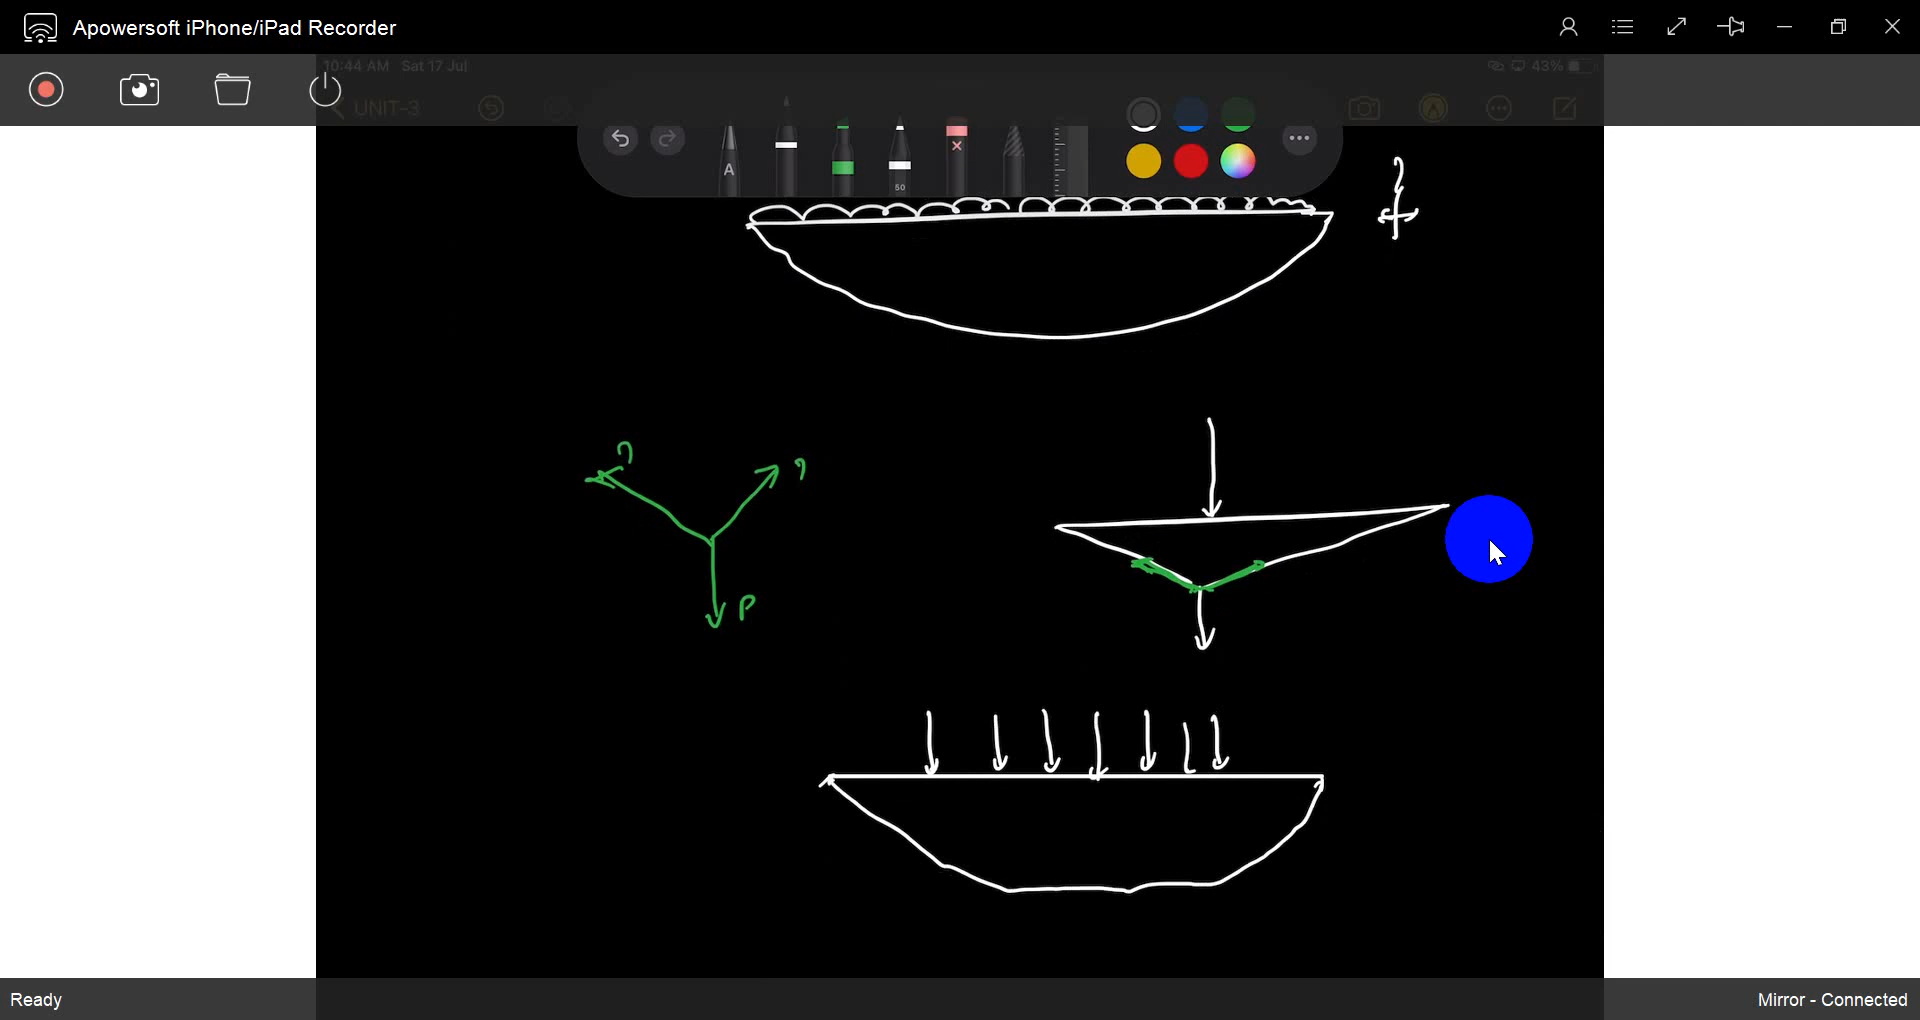 Apowersoft iPhone/iPad Recorder
10:44 AM Sat 17 Jul
43%
UNIT-3
A
50
P
Ready
Mirror - Connected